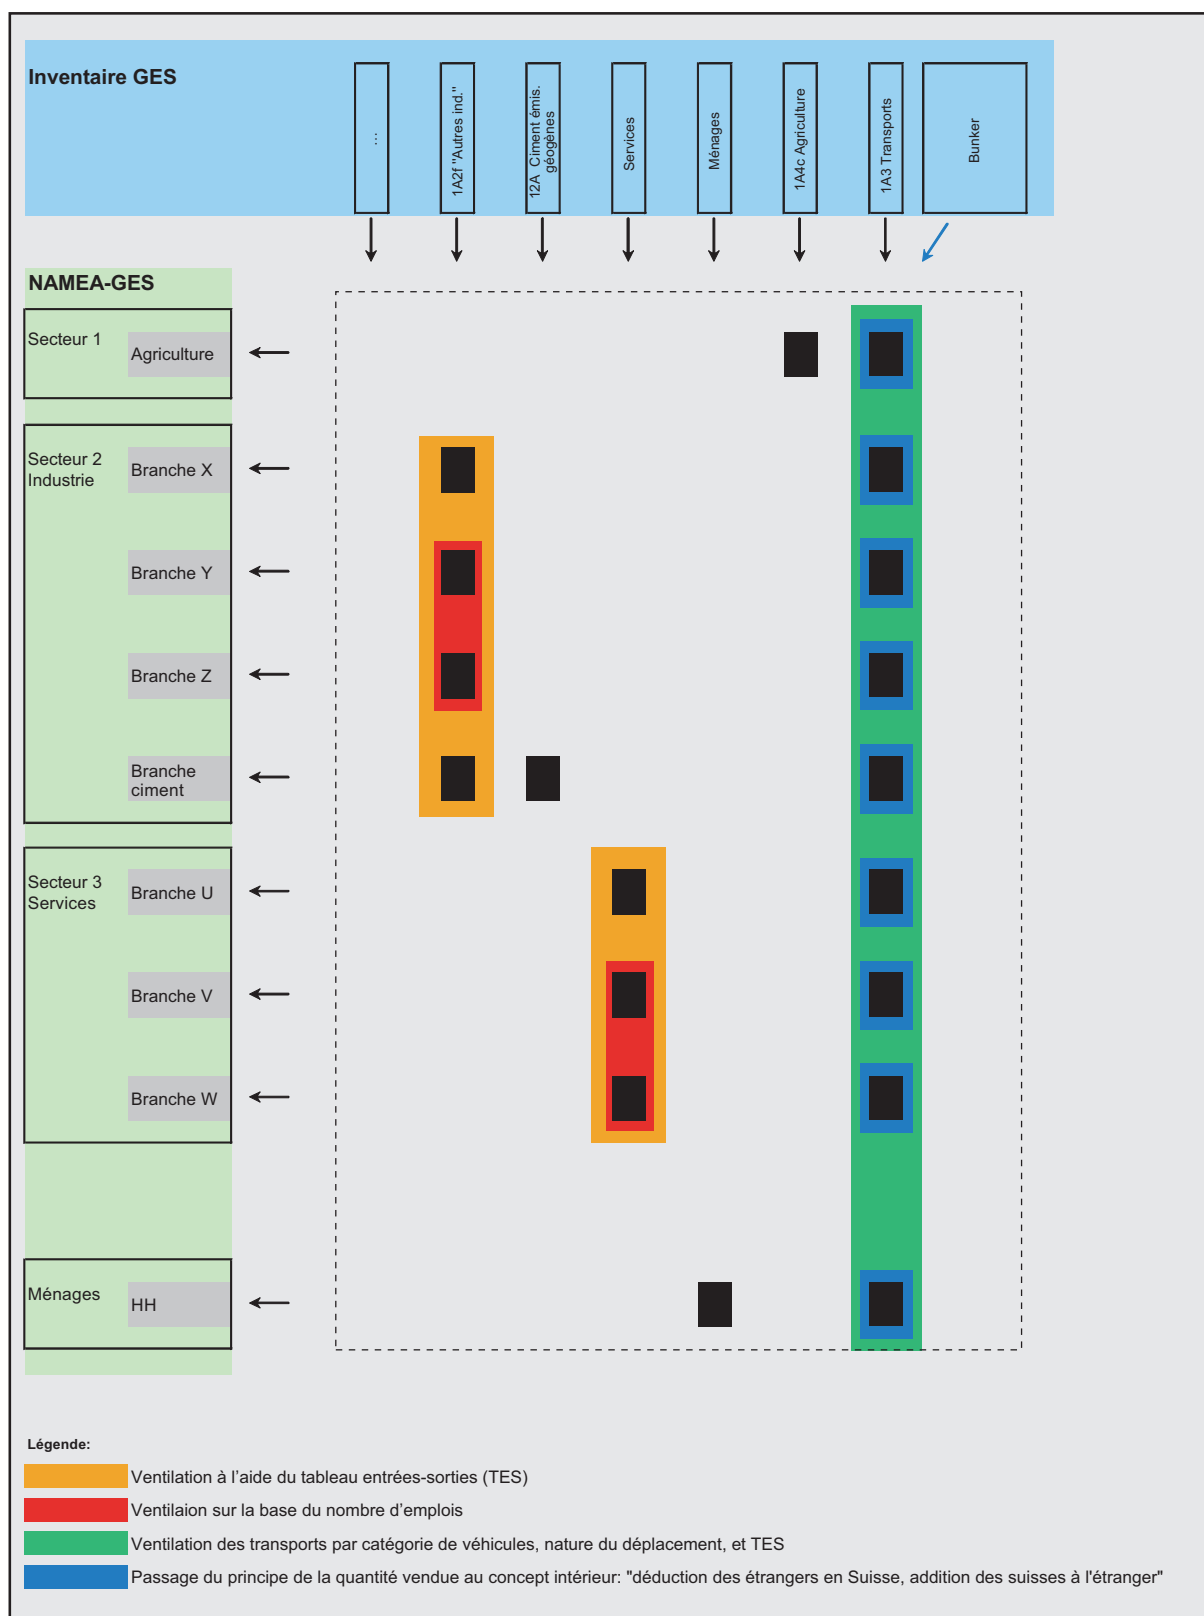 Inventaire GES
...
1A2f "Autres ind."
12A Ciment émis.
géogènes
Services
Ménages
1A4c Agriculture
1A3 Transports
Bunker
NAMEA-GES
Secteur 1
Agriculture
Secteur 2
Industrie
Branche X
Branche Y
Branche Z
Branche
ciment
Secteur 3
Services
Branche U
Branche V
Branche W
Ménages
HH
Légende:
Ventilation à l’aide du tableau entrées-sorties (TES)
Ventilaion sur la base du nombre d’emplois
Ventilation des transports par catégorie de véhicules, nature du déplacement, et TES
Passage du principe de la quantité vendue au concept intérieur: "déduction des étrangers en Suisse, addition des suisses à l'étranger"